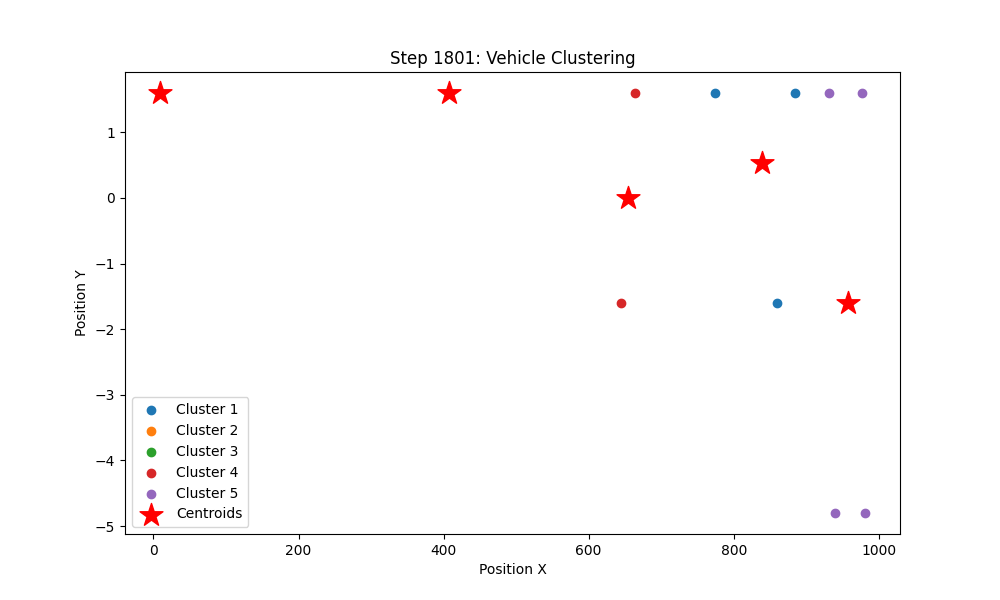 Step 1801: Vehicle Clustering
Position Y
1
0
−1
−2
−3
−4
−5
Cluster 1
Cluster 2
Cluster 3
Cluster 4
Cluster 5
Centroids
0 200 400 600 800 1000
Position X